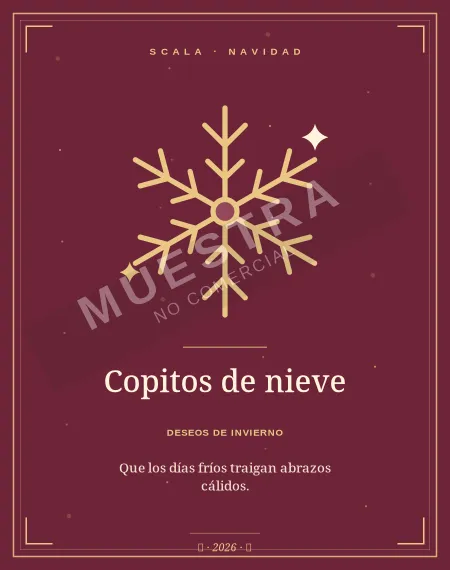 SCALA · NAVIDAD
MUESTRA
NO COMERCIAL
Copitos de nieve
DESEOS DE INVIERNO
Que los días fríos traigan abrazos
cálidos.
· 2026 ·